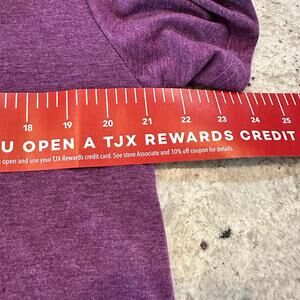 18 19 20 21 22 23 24 25
U OPEN A TJX REWARDS CREDIT
open and use your TJX Rewards credit card. See store Associate and 10% off coupon for details.